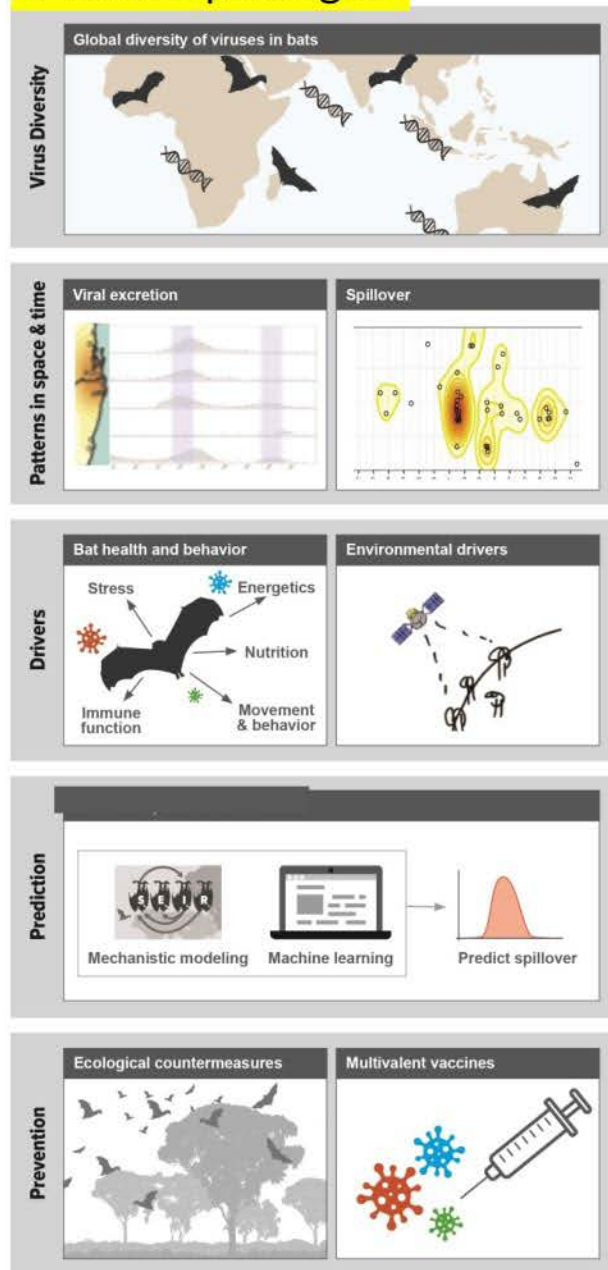 Virus Diversity
Global diversity of viruses in bats
Patterns in space & time
Viral excretion
Spillover
Drivers
Bat health and behavior
Stress
Energetics
Nutrition
Immune
function
Movement
& behavior
Environmental drivers
Prediction
S E I R
Mechanistic modeling
Machine learning
Predict spillover
Prevention
Ecological countermeasures
Multivalent vaccines